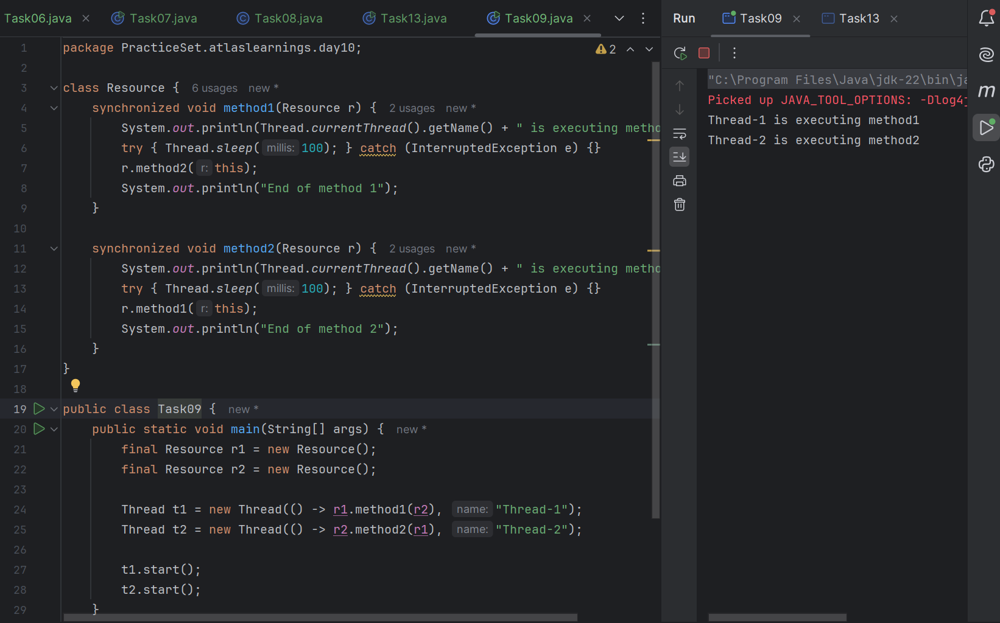 Task06.java
Task07.java
Task08.java
Task13.java
Task09.java
Run
Task09
Task13
2
1 package PracticeSet.atlaslearnings.day10;
2
3 class Resource { 6 usages new *
4 synchronized void method1(Resource r) { 2 usages new *
5 System.out.println(Thread.currentThread().getName() + " is executing metho
6 try { Thread.sleep( millis: 100); } catch (InterruptedException e) {}
7 r.method2( r: this);
8 System.out.println("End of method 1");
9 }
10
11 synchronized void method2(Resource r) { 2 usages new *
12 System.out.println(Thread.currentThread().getName() + " is executing metho
13 try { Thread.sleep( millis: 100); } catch (InterruptedException e) {}
14 r.method1( r: this);
15 System.out.println("End of method 2");
16 }
17 }
18
19 public class Task09 { new *
20 public static void main(String[] args) { new *
21 final Resource r1 = new Resource();
22 final Resource r2 = new Resource();
23
24 Thread t1 = new Thread(() -> r1.method1(r2), name: "Thread-1");
25 Thread t2 = new Thread(() -> r2.method2(r1), name: "Thread-2");
26
27 t1.start();
28 t2.start();
29 }
"C:\Program Files\Java\jdk-22\bin\ja
Picked up JAVA_TOOL_OPTIONS: -Dlog4j
Thread-1 is executing method1
Thread-2 is executing method2
m